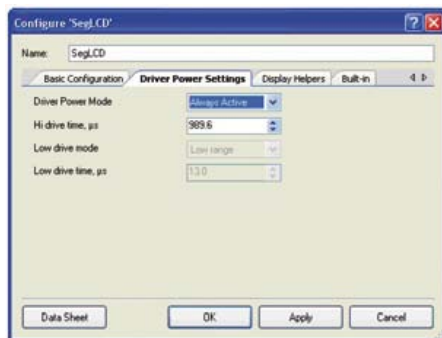 Configure 'SegLCD'
Name: SegLCD
Basic Configuration Driver Power Settings Display Helpers Built-in
Driver Power Mode Always Active
Hi drive time, µs 989.6
Low drive mode Low range
Low drive time, µs 13.0
Data Sheet OK Apply Cancel